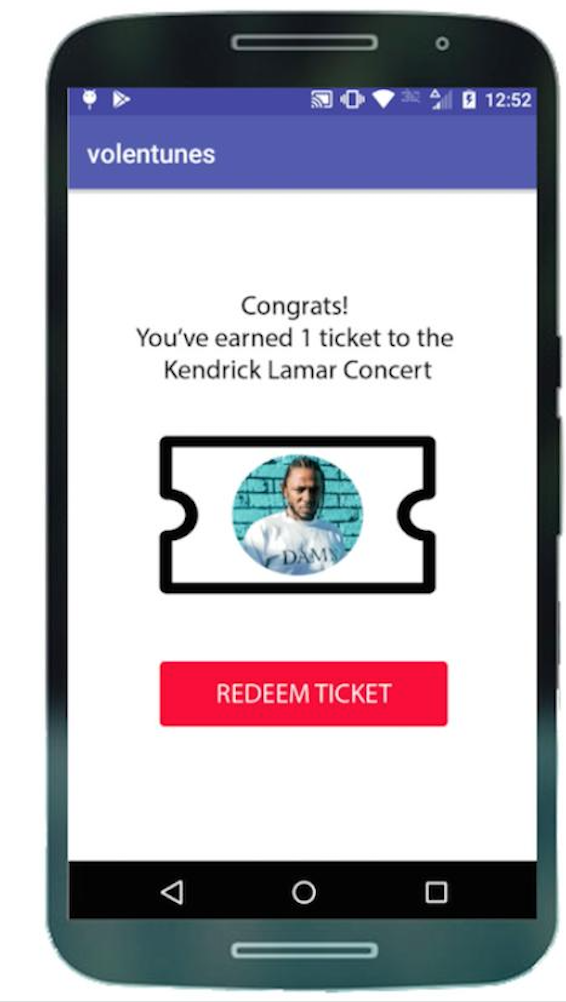 12:52
volentunes
Congrats!
You've earned 1 ticket to the
Kendrick Lamar Concert
DAMN
REDEEM TICKET